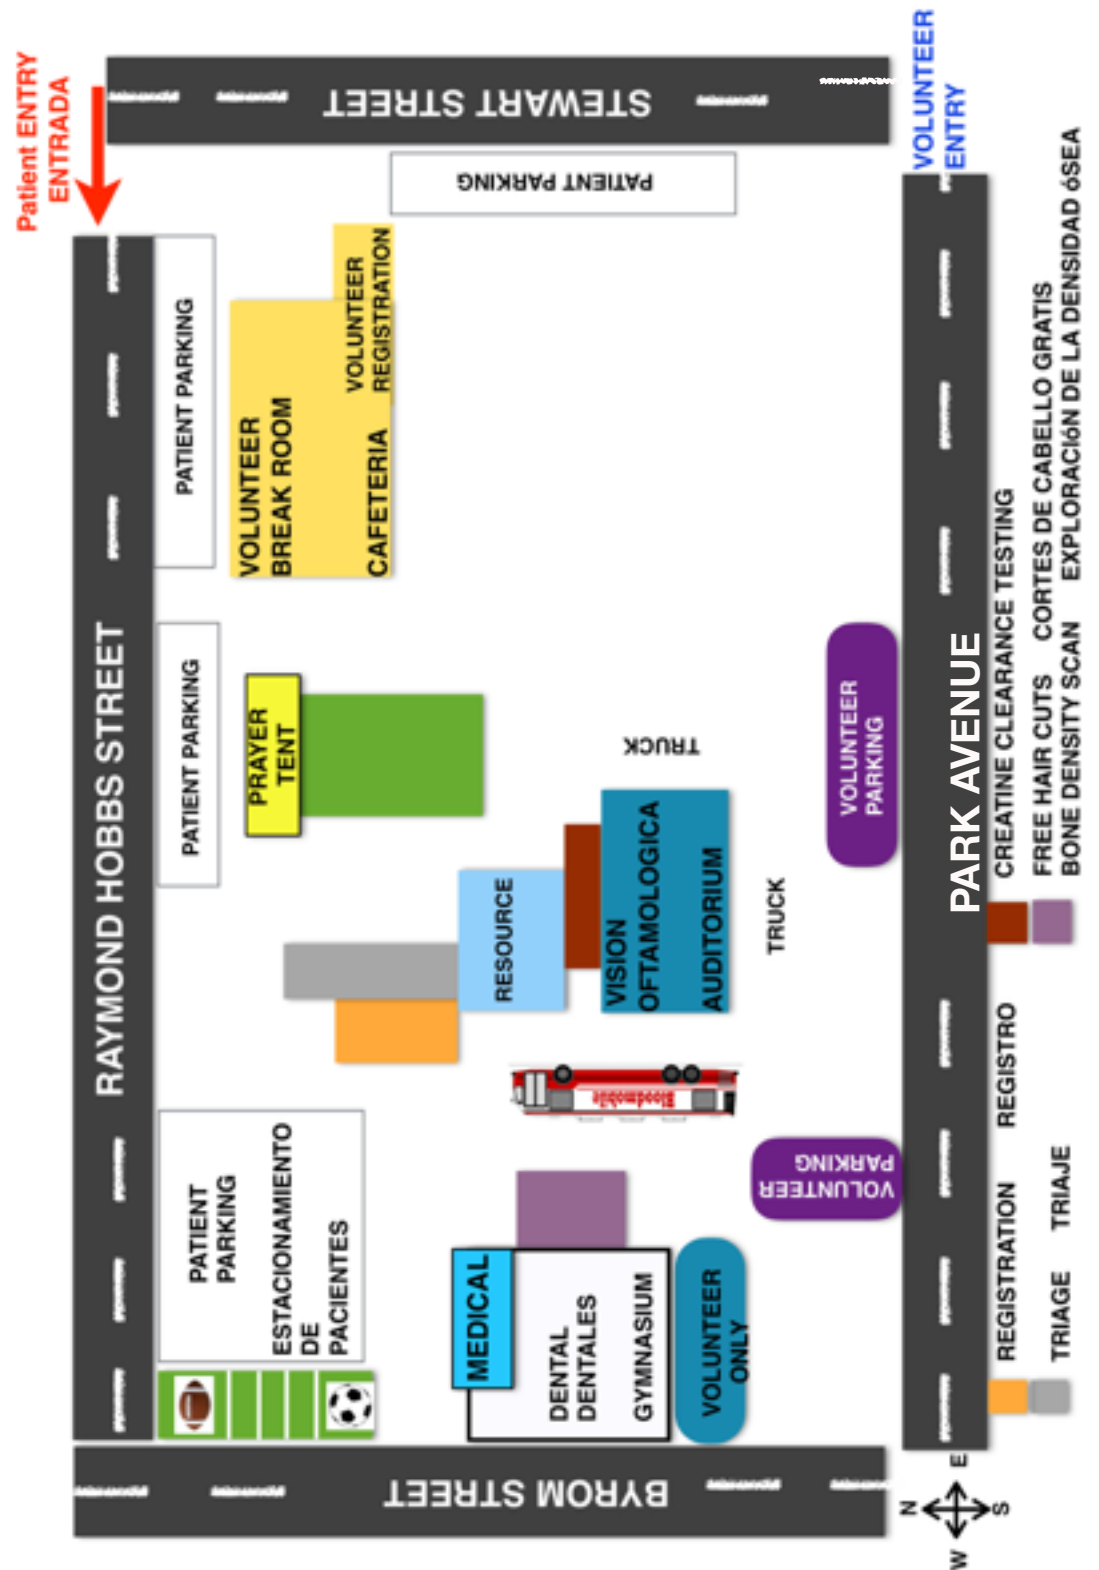 Patient ENTRY
ENTRADA
STEWART STREET
VOLUNTEER
ENTRY
PATIENT PARKING
RAYMOND HOBBS STREET
PATIENT PARKING
VOLUNTEER
REGISTRATION
VOLUNTEER
BREAK ROOM
CAFETERIA
PATIENT PARKING
PRAYER
TENT
TRUCK
VOLUNTEER
PARKING
PARK AVENUE
RESOURCE
VISION
OFTAMOLOGICA
AUDITORIUM
TRUCK
Bloodmobile
PATIENT
PARKING
ESTACIONAMIENTO
DE
PACIENTES
VOLUNTEER
PARKING
MEDICAL
DENTAL
DENTALES
GYMNASIUM
VOLUNTEER
ONLY
BYROM STREET
REGISTRATION REGISTRO
TRIAGE TRIAJE
CREATINE CLEARANCE TESTING
FREE HAIR CUTS CORTES DE CABELLO GRATIS
BONE DENSITY SCAN EXPLORACIóN DE LA DENSIDAD óSEA
N
E
S
W